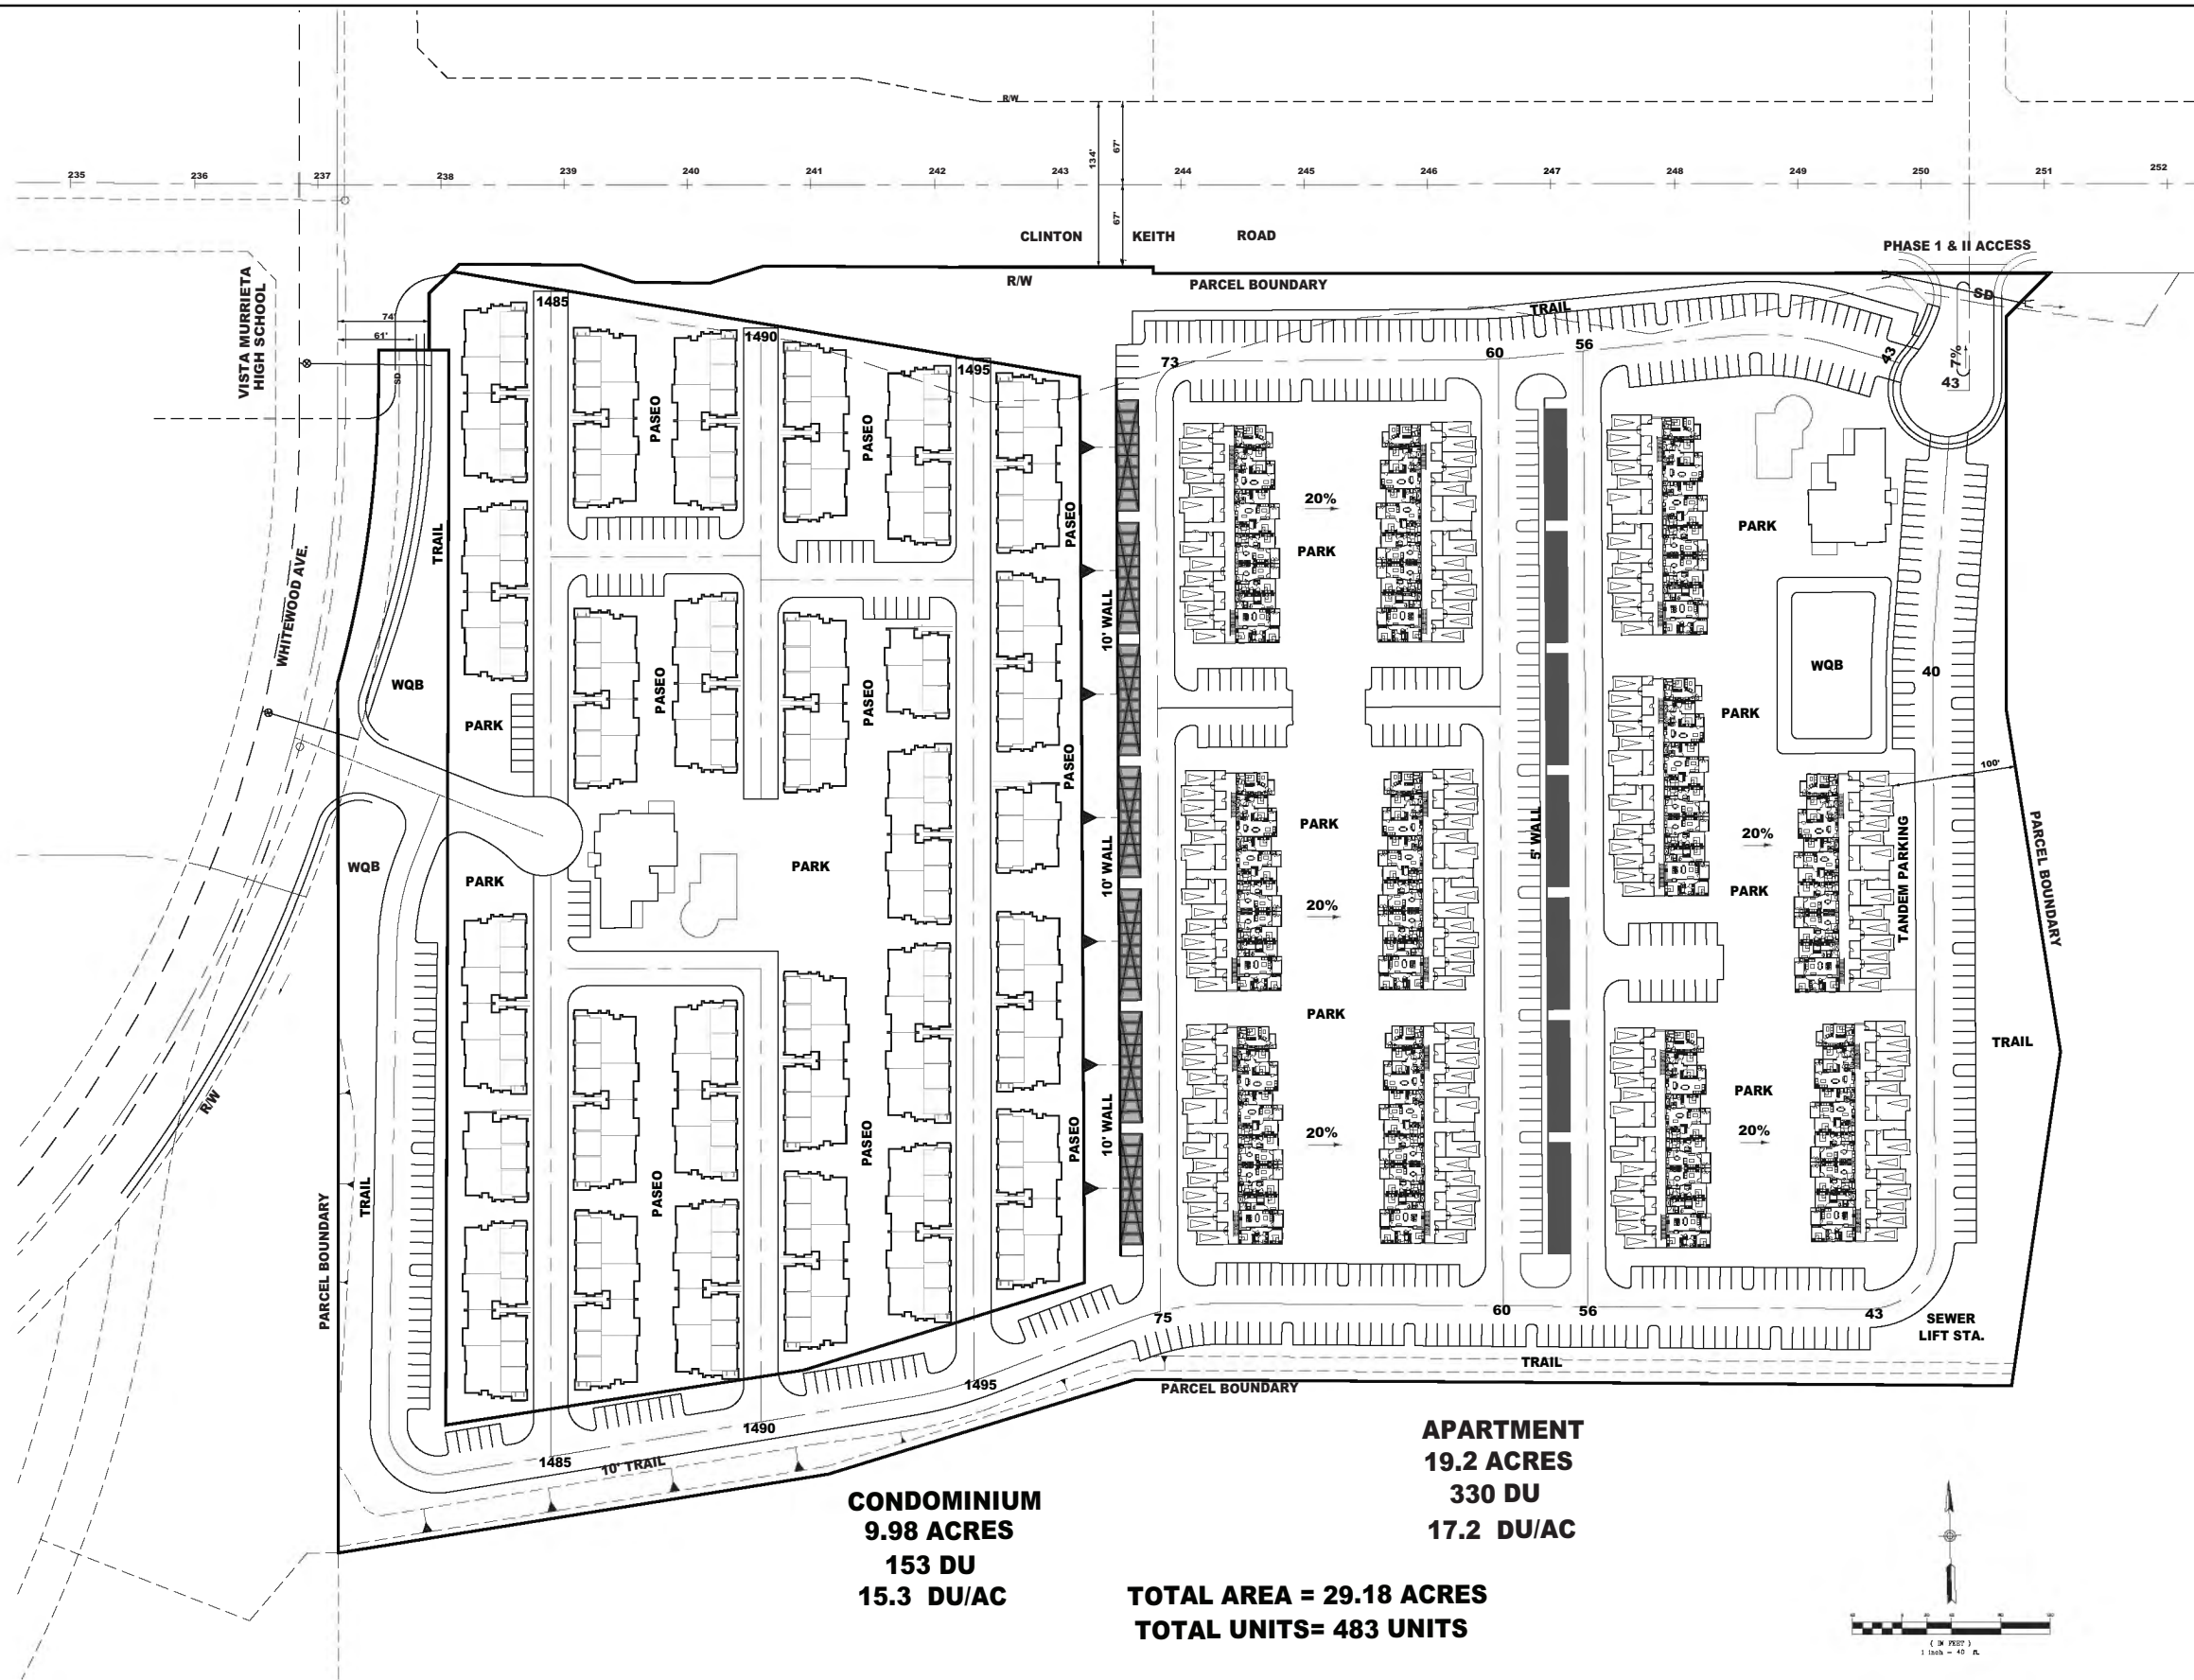 R/W
134'
67'
235
236
237
238
239
240
241
242
243
244
245
246
247
248
249
250
251
252
67'
CLINTON KEITH ROAD
PHASE 1 & II ACCESS
VISTA MURRIETA
HIGH SCHOOL
R/W
PARCEL BOUNDARY
SD
74'
61'
SD
1485
1490
1495
TRAIL
73
60
56
43
7%
43
PASEO
PASEO
PASEO
20%
PARK
PARK
TRAIL
WHITEWOOD AVE.
10' WALL
WQB
PARK
PASEO
PASEO
PASEO
PARK
WQB
40
100'
WQB
PARK
PARK
10' WALL
PARK
20%
5' WALL
20%
PARK
TANDEM PARKING
PARCEL BOUNDARY
PARK
TRAIL
R/W
PARCEL BOUNDARY
TRAIL
PASEO
PASEO
PASEO
10' WALL
20%
PARK
20%
75
60
56
43
SEWER
LIFT STA.
TRAIL
PARCEL BOUNDARY
1495
1490
1485
10' TRAIL
CONDOMINIUM
9.98 ACRES
153 DU
15.3 DU/AC
APARTMENT
19.2 ACRES
330 DU
17.2 DU/AC
TOTAL AREA = 29.18 ACRES
TOTAL UNITS= 483 UNITS
( IN FEET )
1 inch = 40 ft.